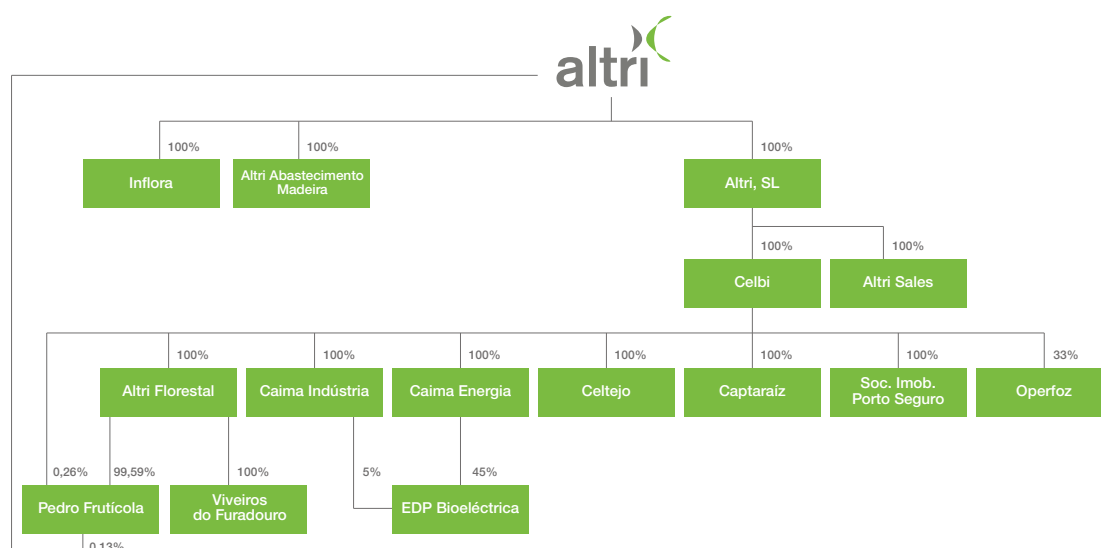 altri
100%
100%
100%
Inflora
Altri Abastecimento
Madeira
Altri, SL
100%
100%
Celbi
Altri Sales
100%
100%
100%
100%
100%
100%
33%
Altri Florestal
Caima Indústria
Caima Energia
Celtejo
Captaraíz
Soc. Imob.
Porto Seguro
Operfoz
0,26%
99,59%
100%
5%
45%
Pedro Frutícola
Viveiros
do Furadouro
EDP Bioeléctrica
0,13%